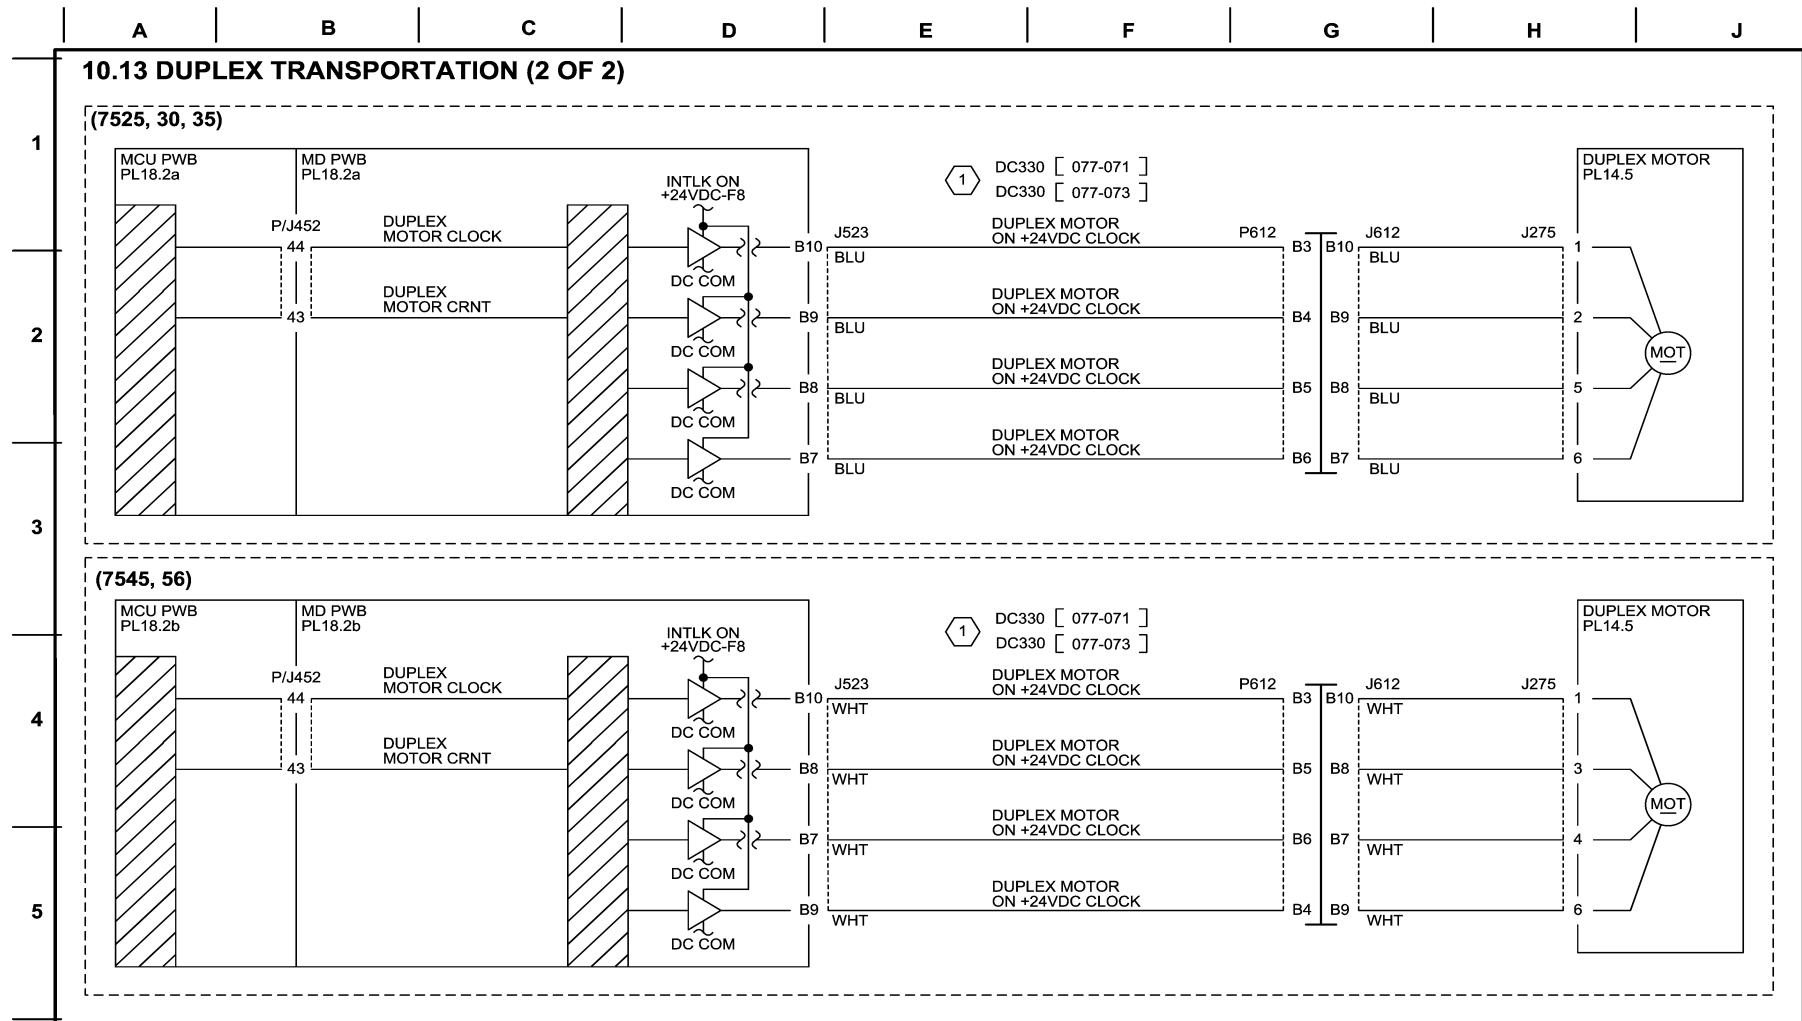 A B C D E F G H J
10.13 DUPLEX TRANSPORTATION (2 OF 2)
1
2
3
4
5
(7525, 30, 35)
MCU PWB
PL18.2a
MD PWB
PL18.2a
INTLK ON
+24VDC-F8
1
DC330 [ 077-071 ]
DC330 [ 077-073 ]
DUPLEX MOTOR
PL14.5
P/J452
DUPLEX
MOTOR CLOCK
44
DC COM
B10
J523
BLU
DUPLEX MOTOR
ON +24VDC CLOCK
P612
B3
B10
J612
BLU
J275
1
DUPLEX
MOTOR CRNT
43
DC COM
B9
BLU
DUPLEX MOTOR
ON +24VDC CLOCK
B4
B9
BLU
2
MOT
DC COM
B8
BLU
DUPLEX MOTOR
ON +24VDC CLOCK
B5
B8
BLU
5
DC COM
B7
BLU
DUPLEX MOTOR
ON +24VDC CLOCK
B6
B7
BLU
6
(7545, 56)
MCU PWB
PL18.2b
MD PWB
PL18.2b
INTLK ON
+24VDC-F8
1
DC330 [ 077-071 ]
DC330 [ 077-073 ]
DUPLEX MOTOR
PL14.5
P/J452
DUPLEX
MOTOR CLOCK
44
DC COM
B10
J523
WHT
DUPLEX MOTOR
ON +24VDC CLOCK
P612
B3
B10
J612
WHT
J275
1
DUPLEX
MOTOR CRNT
43
DC COM
B8
WHT
DUPLEX MOTOR
ON +24VDC CLOCK
B5
B8
WHT
3
MOT
DC COM
B7
WHT
DUPLEX MOTOR
ON +24VDC CLOCK
B6
B7
WHT
4
DC COM
B9
WHT
DUPLEX MOTOR
ON +24VDC CLOCK
B4
B9
WHT
6